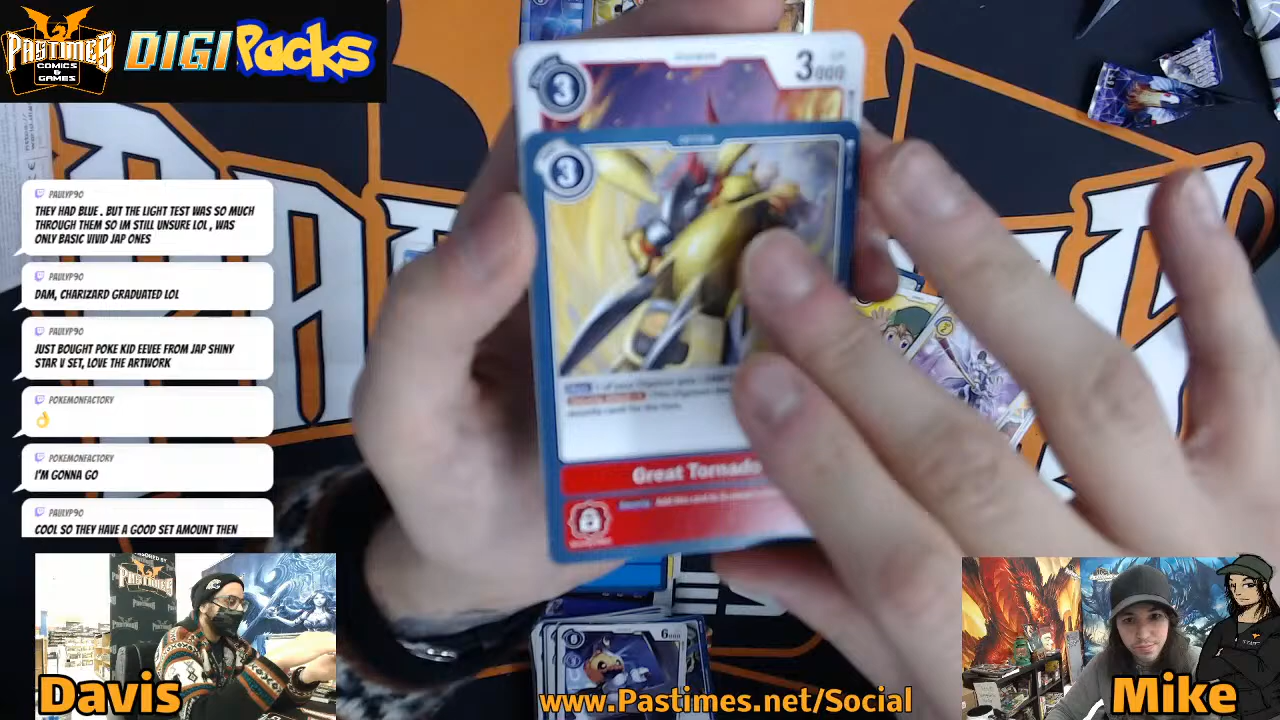 PASTIMES
COMICS
&
GAMES
DIGIPacks
PAULYP90
THEY HAD BLUE . BUT THE LIGHT TEST WAS SO MUCH
THROUGH THEM SO IM STILL UNSURE LOL , WAS
ONLY BASIC VIVID JAP ONES
PAULYP90
DAM, CHARIZARD GRADUATED LOL
PAULYP90
JUST BOUGHT POKE KID EEVEE FROM JAP SHINY
STAR V SET, LOVE THE ARTWORK
POKEMONFACTORY
POKEMONFACTORY
I'M GONNA GO
PAULYP90
COOL SO THEY HAVE A GOOD SET AMOUNT THEN
3
3000
3
Great Tornado
6000
PASTIMES
Davis
www.Pastimes.net/Social
Mike